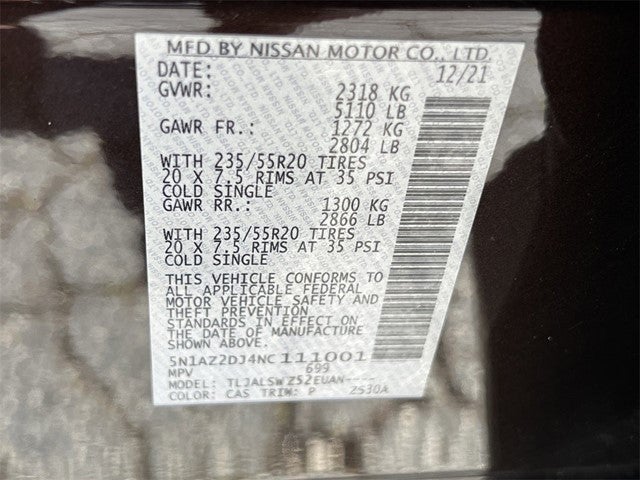 MFD BY NISSAN MOTOR CO., LTD.
DATE: 12/21
GVWR: 2318 KG
5110 LB
GAWR FR.: 1272 KG
2804 LB
WITH 235/55R20 TIRES
20 X 7.5 RIMS AT 35 PSI
COLD SINGLE
GAWR RR.: 1300 KG
2866 LB
WITH 235/55R20 TIRES
20 X 7.5 RIMS AT 35 PSI
COLD SINGLE
THIS VEHICLE CONFORMS TO
ALL APPLICABLE FEDERAL
MOTOR VEHICLE SAFETY AND
THEFT PREVENTION
STANDARDS IN EFFECT ON
THE DATE OF MANUFACTURE
5N1AZ2DJ4NC111001
MPV 699
MODEL: TLJALSWZ52EUAN----
COLOR: CAS TRIM: P Z530A